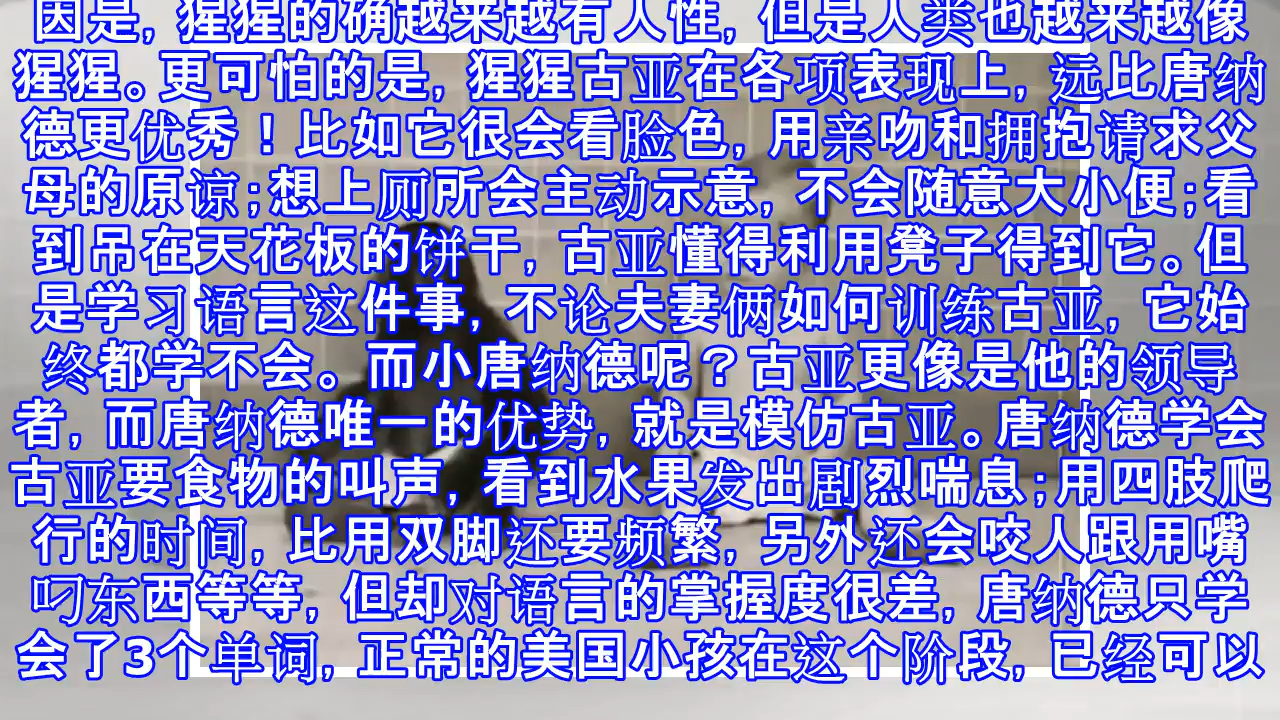 因是, 猩猩的确越来越有人性, 但是人类也越来越像
猩猩。更可怕的是, 猩猩古亚在各项表现上, 远比唐纳
德更优秀！比如它很会看脸色, 用亲吻和拥抱请求父
母的原谅;想上厕所会主动示意, 不会随意大小便;看
到吊在天花板的饼干, 古亚懂得利用凳子得到它。但
是学习语言这件事, 不论夫妻俩如何训练古亚, 它始
终都学不会。而小唐纳德呢？古亚更像是他的领导
者, 而唐纳德唯一的优势, 就是模仿古亚。唐纳德学会
古亚要食物的叫声, 看到水果发出剧烈喘息;用四肢爬
行的时间, 比用双脚还要频繁, 另外还会咬人跟用嘴
叼东西等等, 但却对语言的掌握度很差, 唐纳德只学
会了3个单词, 正常的美国小孩在这个阶段, 已经可以